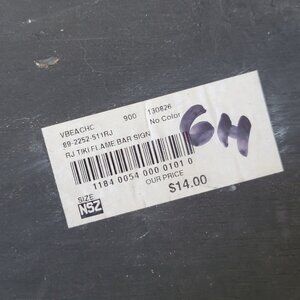 VBEACHC 900 130826
89-2252-511RJ No Color
RJ TIKI FLAME BAR SIGN
1184 0054 000 0101 0
OUR PRICE
$14.00
SIZE
NSZ
6H